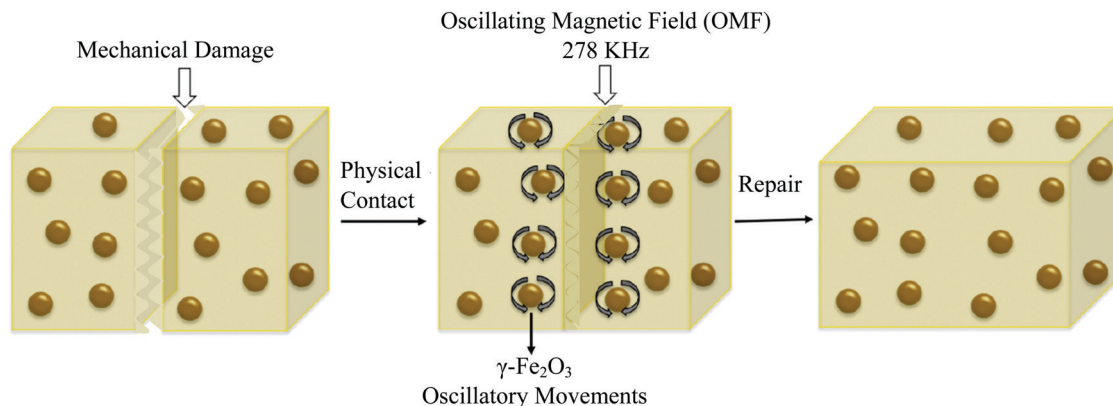 Oscillating Magnetic Field (OMF)
278 KHz
Mechanical Damage
Physical
Contact
Repair
γ-Fe₂O₃
Oscillatory Movements